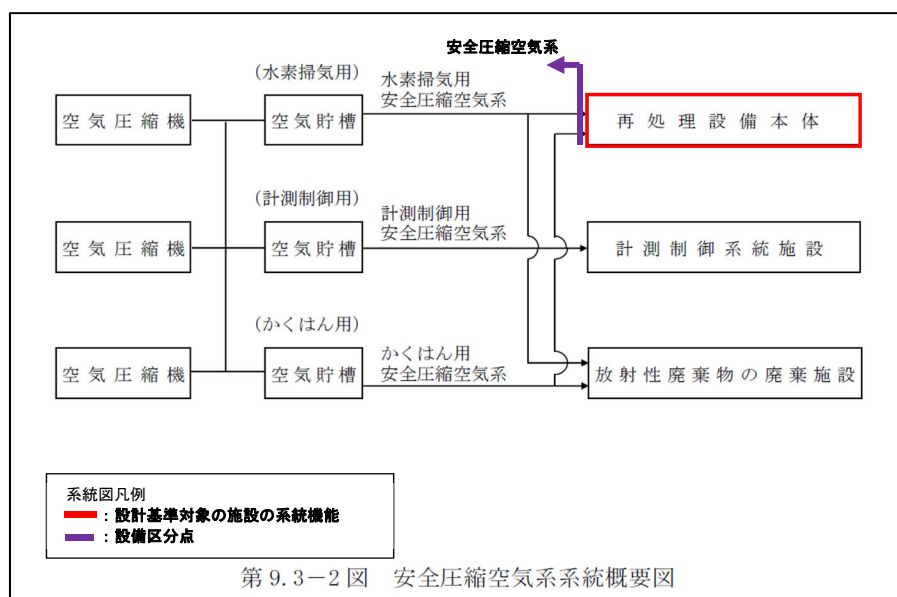 安全圧縮空気系
(水素掃気用)
水素掃気用
安全圧縮空気系
空気圧縮機
空気貯槽
再処理設備本体
(計測制御用)
計測制御用
安全圧縮空気系
空気圧縮機
空気貯槽
計測制御系統施設
(かくはん用)
かくはん用
安全圧縮空気系
空気圧縮機
空気貯槽
放射性廃棄物の廃棄施設
系統図凡例
:設計基準対象の施設の系統機能
:設備区分点
第9.3-2図 安全圧縮空気系系統概要図